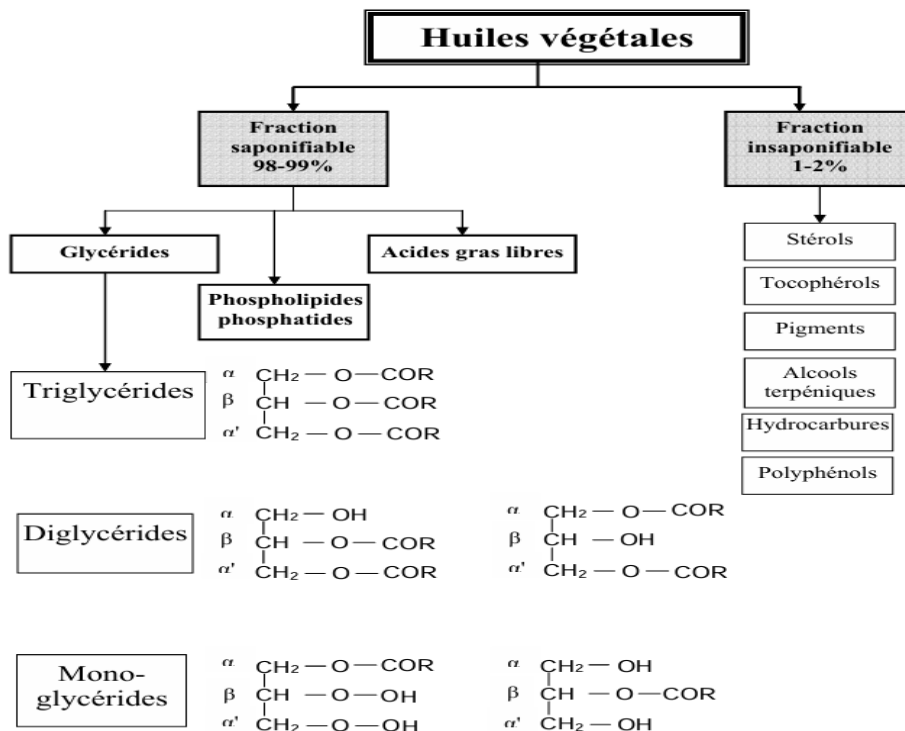 Huiles végétales
Fraction
saponifiable
98-99%
Fraction
insaponifiable
1-2%
Glycérides
Phospholipides
phosphatides
Acides gras libres
Stérols
Tocophérols
Pigments
Alcools
terpéniques
Hydrocarbures
Polyphénols
Triglycérides
α CH₂ — O — COR
β CH — O — COR
α' CH₂ — O — COR
Diglycérides
α CH₂ — OH
β CH — O — COR
α' CH₂ — O — COR
α CH₂ — O — COR
β CH — OH
α' CH₂ — O — COR
Mono-
glycérides
α CH₂ — O — COR
β CH — O — OH
α' CH₂ — O — OH
α CH₂ — OH
β CH — O — COR
α' CH₂ — OH